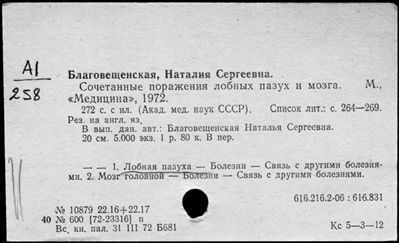 А1
258
Благовещенская, Наталия Сергеевна.
Сочетанные поражения лобных пазух и мозга. М.,
«Медицина», 1972.
272 с. с ил. (Акад. мед. наук СССР). Список лит.: с. 264—269.
Рез. на англ. яз.
В вып. дан. авт.: Благовещенская Наталья Сергеевна.
20 см. 5.000 экз. 1 р. 80 к. В пер.
— — 1. Лобная пазуха — Болезни — Связь с другими болезня-
ми. 2. Мозг головной — Болезни — Связь с другими болезнями.
616.216.2-06 : 616.831
№ 10879 22.16+22.17
40 № 600 [72-23316] п
Вс. кн. пал. 31 III 72 Б681
Кс 5—3—12